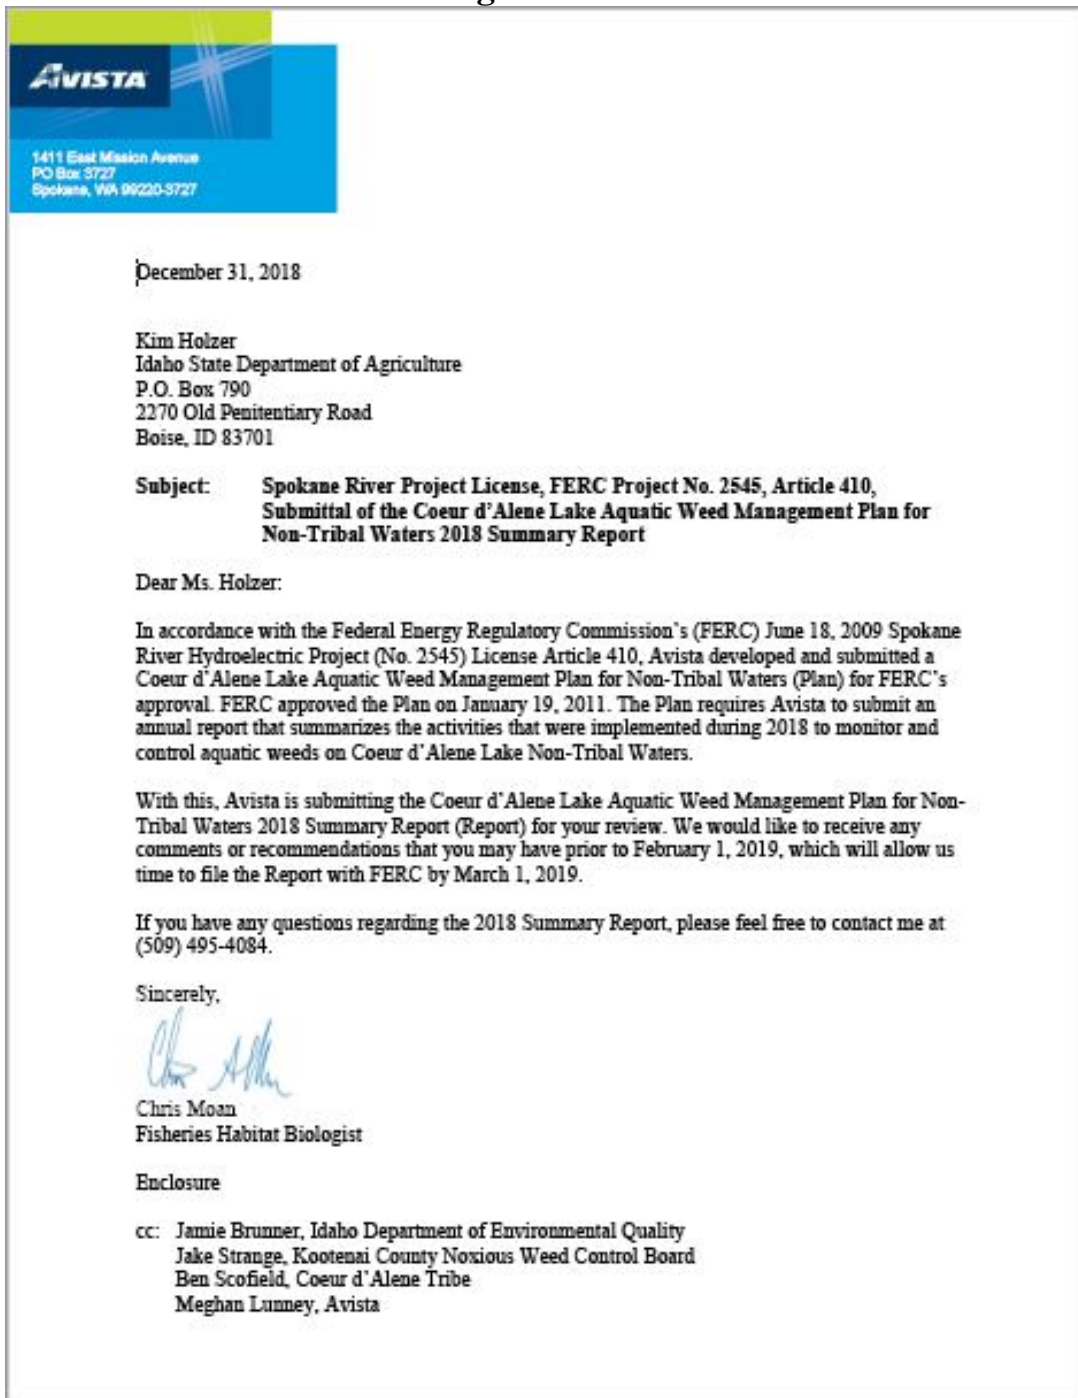 AVISTA
1411 East Mission Avenue
PO Box 3727
Spokane, WA 99220-3727
December 31, 2018
Kim Holzer
Idaho State Department of Agriculture
P.O. Box 790
2270 Old Penitentiary Road
Boise, ID 83701
Subject: Spokane River Project License, FERC Project No. 2545, Article 410,
Submittal of the Coeur d'Alene Lake Aquatic Weed Management Plan for
Non-Tribal Waters 2018 Summary Report
Dear Ms. Holzer:
In accordance with the Federal Energy Regulatory Commission's (FERC) June 18, 2009 Spokane
River Hydroelectric Project (No. 2545) License Article 410, Avista developed and submitted a
Coeur d'Alene Lake Aquatic Weed Management Plan for Non-Tribal Waters (Plan) for FERC's
approval. FERC approved the Plan on January 19, 2011. The Plan requires Avista to submit an
annual report that summarizes the activities that were implemented during 2018 to monitor and
control aquatic weeds on Coeur d'Alene Lake Non-Tribal Waters.
With this, Avista is submitting the Coeur d'Alene Lake Aquatic Weed Management Plan for Non-
Tribal Waters 2018 Summary Report (Report) for your review. We would like to receive any
comments or recommendations that you may have prior to February 1, 2019, which will allow us
time to file the Report with FERC by March 1, 2019.
If you have any questions regarding the 2018 Summary Report, please feel free to contact me at
(509) 495-4084.
Sincerely,
Chris Moan
Fisheries Habitat Biologist
Enclosure
cc: Jamie Brunner, Idaho Department of Environmental Quality
Jake Strange, Kootenai County Noxious Weed Control Board
Ben Scofield, Coeur d'Alene Tribe
Meghan Lunney, Avista